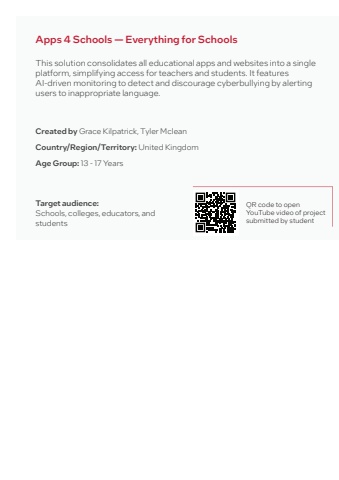 Apps 4 Schools — Everything for Schools
This solution consolidates all educational apps and websites into a single
platform, simplifying access for teachers and students. It features
AI-driven monitoring to detect and discourage cyberbullying by alerting
users to inappropriate language.
Created by Grace Kilpatrick, Tyler Mclean
Country/Region/Territory: United Kingdom
Age Group: 13 - 17 Years
Target audience:
Schools, colleges, educators, and
students
QR code to open
YouTube video of project
submitted by student